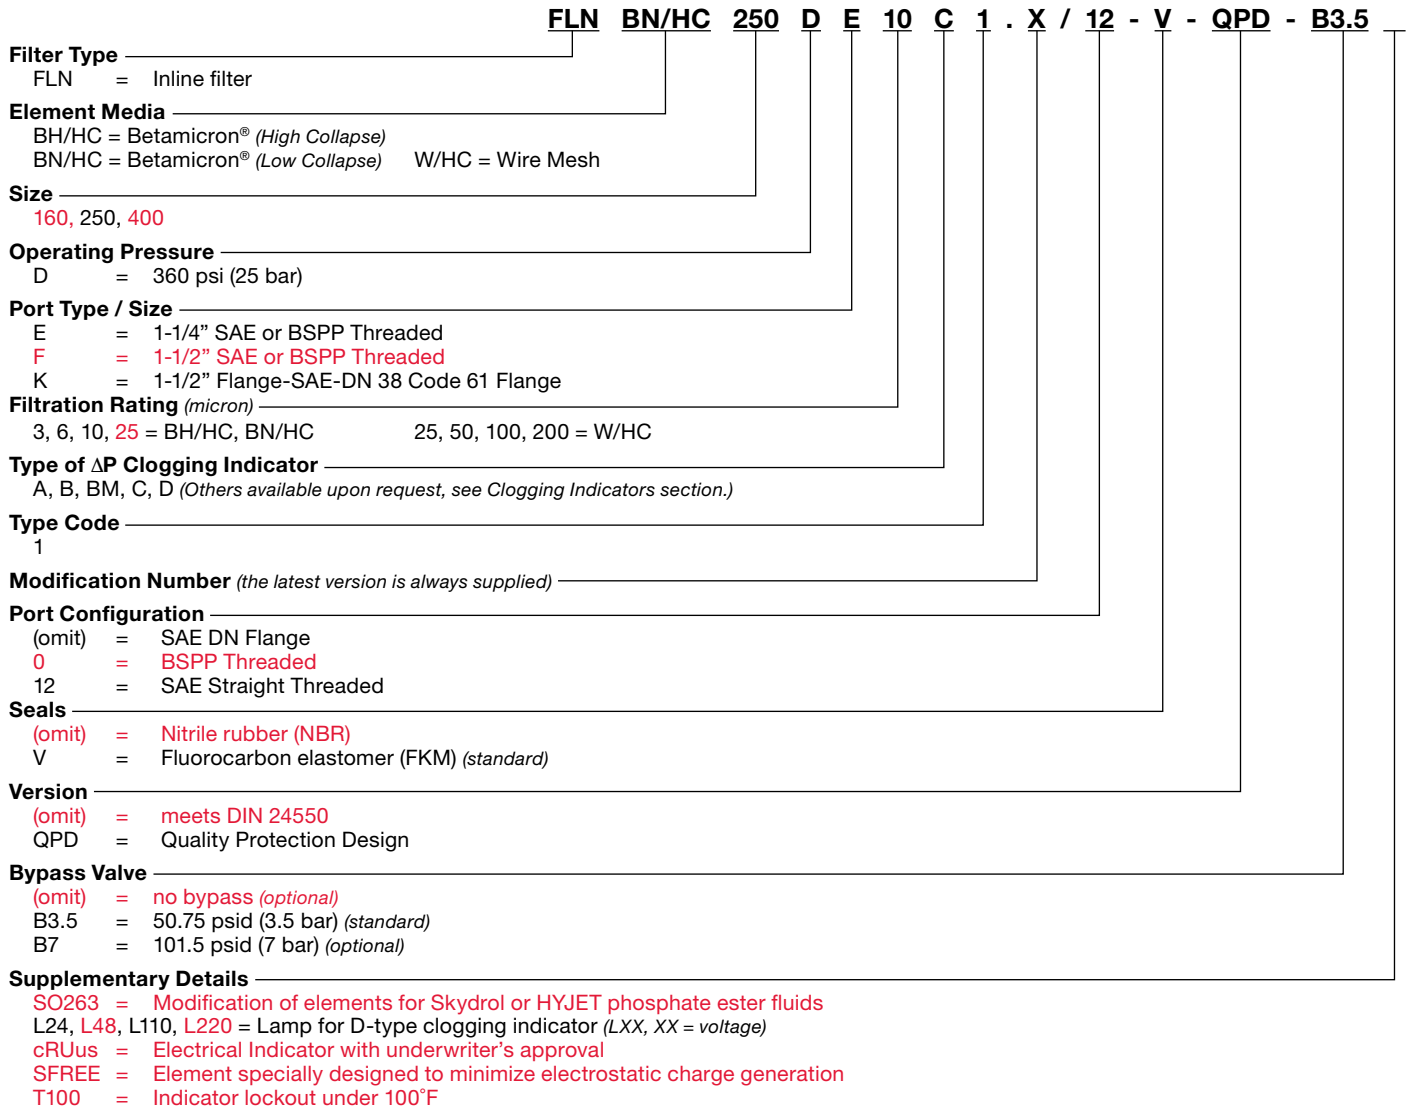 FLN BN/HC 250 D E 10 C 1 . X / 12 - V - QPD - B3.5
Filter Type
FLN = Inline filter
Element Media
BH/HC = Betamicron® (High Collapse)
BN/HC = Betamicron® (Low Collapse) W/HC = Wire Mesh
Size
160, 250, 400
Operating Pressure
D = 360 psi (25 bar)
Port Type / Size
E = 1-1/4” SAE or BSPP Threaded
F = 1-1/2” SAE or BSPP Threaded
K = 1-1/2” Flange-SAE-DN 38 Code 61 Flange
Filtration Rating (micron)
3, 6, 10, 25 = BH/HC, BN/HC 25, 50, 100, 200 = W/HC
Type of ∆P Clogging Indicator
A, B, BM, C, D (Others available upon request, see Clogging Indicators section.)
Type Code
1
Modification Number (the latest version is always supplied)
Port Configuration
(omit) = SAE DN Flange
0 = BSPP Threaded
12 = SAE Straight Threaded
Seals
(omit) = Nitrile rubber (NBR)
V = Fluorocarbon elastomer (FKM) (standard)
Version
(omit) = meets DIN 24550
QPD = Quality Protection Design
Bypass Valve
(omit) = no bypass (optional)
B3.5 = 50.75 psid (3.5 bar) (standard)
B7 = 101.5 psid (7 bar) (optional)
Supplementary Details
SO263 = Modification of elements for Skydrol or HYJET phosphate ester fluids
L24, L48, L110, L220 = Lamp for D-type clogging indicator (LXX, XX = voltage)
cRUus = Electrical Indicator with underwriter’s approval
SFREE = Element specially designed to minimize electrostatic charge generation
T100 = Indicator lockout under 100˚F